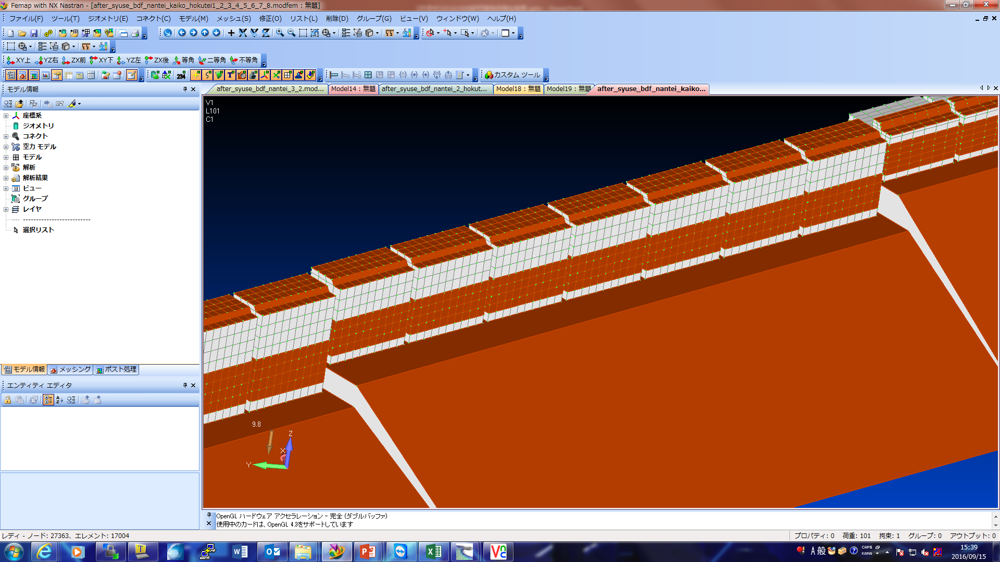 Femap with NX Nastran - [after_syuse_bdf_nantei_kaiko_hokutei1_2_3_4_5_6_7_8.modfem : 無題]
ファイル(F) ツール(T) ジオメトリ(E) コネクト(C) モデル(M) メッシュ(S) 修正(O) リスト(L) 削除(D) グループ(G) ビュー(V) ウィンドウ(W) ヘルプ(H)
XY上 YZ右 ZX前 XY下 YZ左 ZX後 等角 二等角 不等角
234 T カスタム ツール
モデル情報
after_syuse_bdf_nantei_3_2.mod... Model14 : 無題 after_syuse_bdf_nantei_2_hokut... Model18 : 無題 Model19 : 無題 after_syuse_bdf_nantei_kaiko...
V1
L101
C1
座標系
ジオメトリ
コネクト
空力 モデル
モデル
解析
解析結果
ビュー
グループ
レイヤ
--------------------------
選択リスト
モデル情報 メッシング ポスト処理
エンティティ エディタ
9.8
Z
X
Y
OpenGL ハードウェア アクセラレーション - 完全 (ダブルバッファ)
使用中のカードは、OpenGL 4.3をサポートしています
レディ - ノード: 27363、エレメント: 17004 プロパティ: 0 荷重: 101 拘束: 1 グループ: 0 アウトプット: 0
A 般 CAPS KANA
15:39
2016/09/15